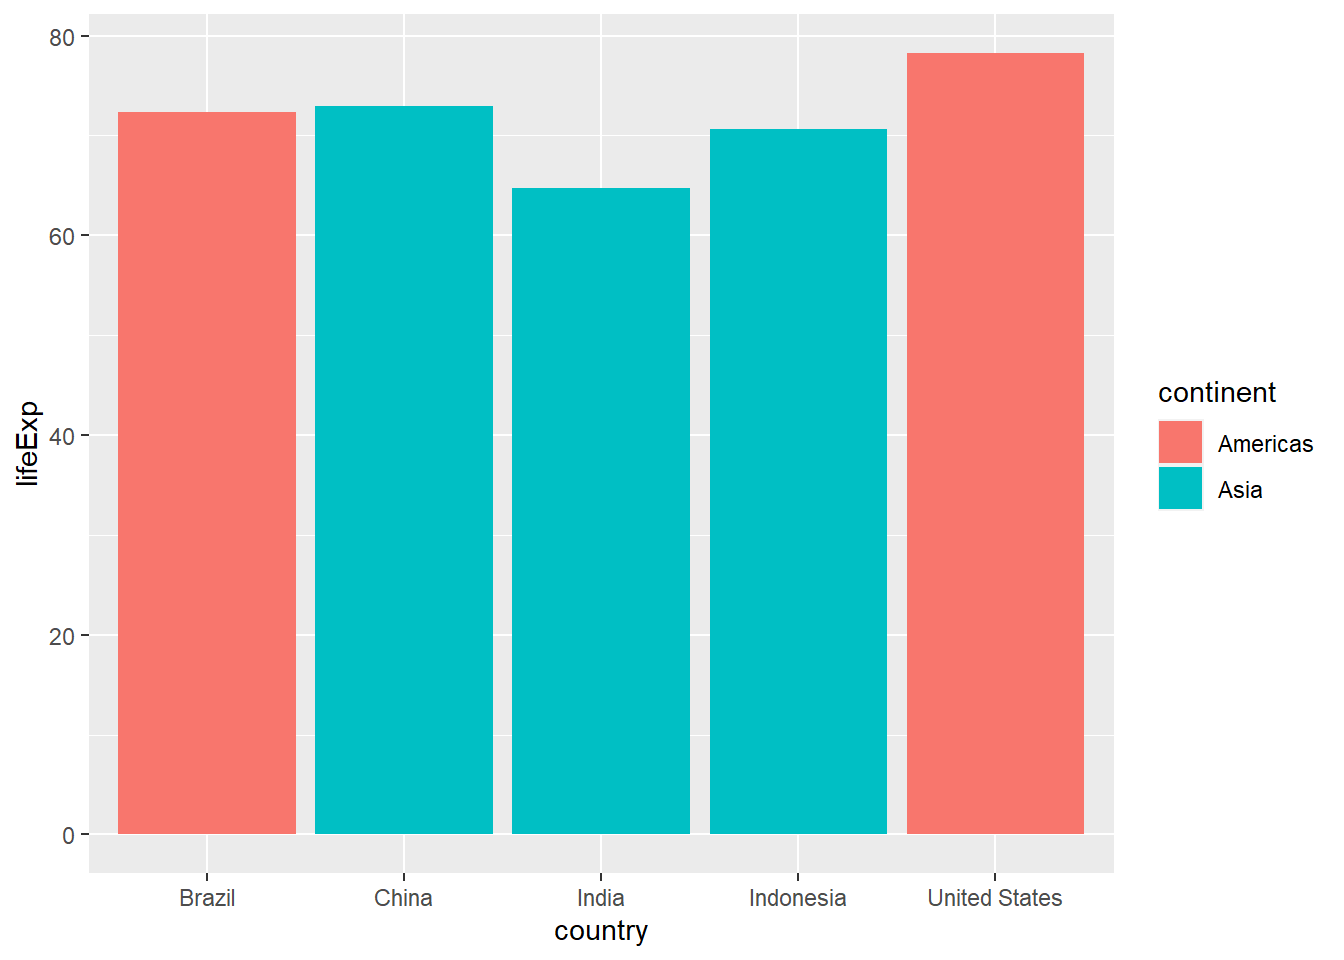 80
60
40
20
0
lifeExp
Brazil China India Indonesia United States
country
continent
Americas
Asia